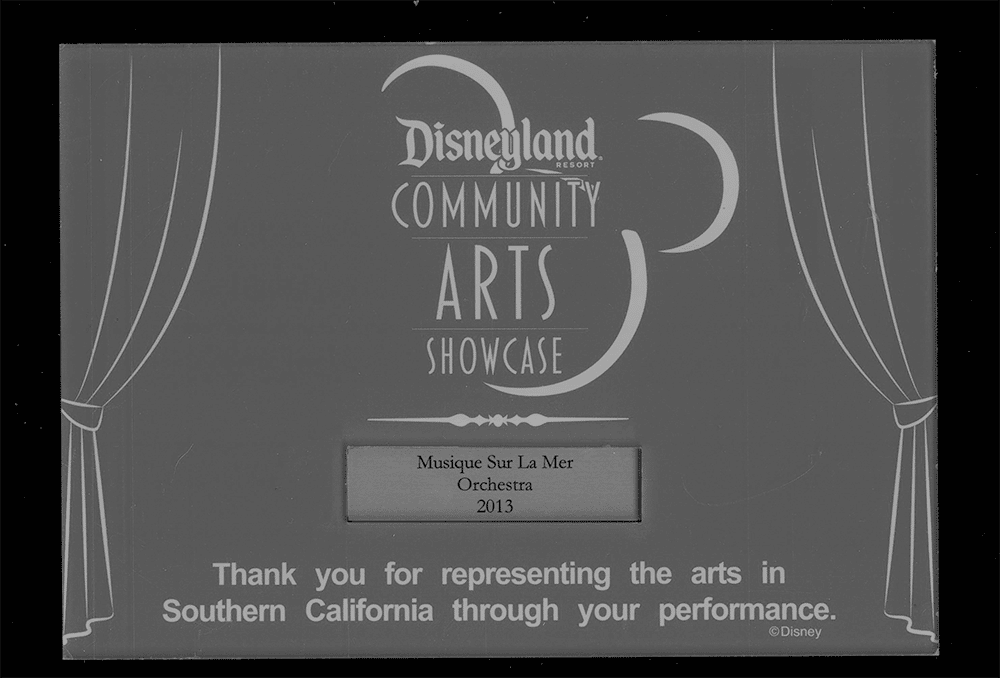 Disneyland
RESORT
COMMUNITY
ARTS
SHOWCASE
Musique Sur La Mer
Orchestra
2013
Thank you for representing the arts in
Southern California through your performance.
©Disney